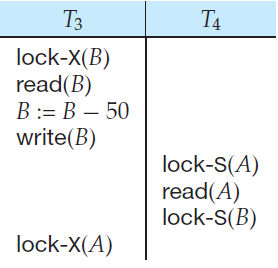 T3 T4
lock-X(B)
read(B)
B := B – 50
write(B)
lock-S(A)
read(A)
lock-S(B)
lock-X(A)